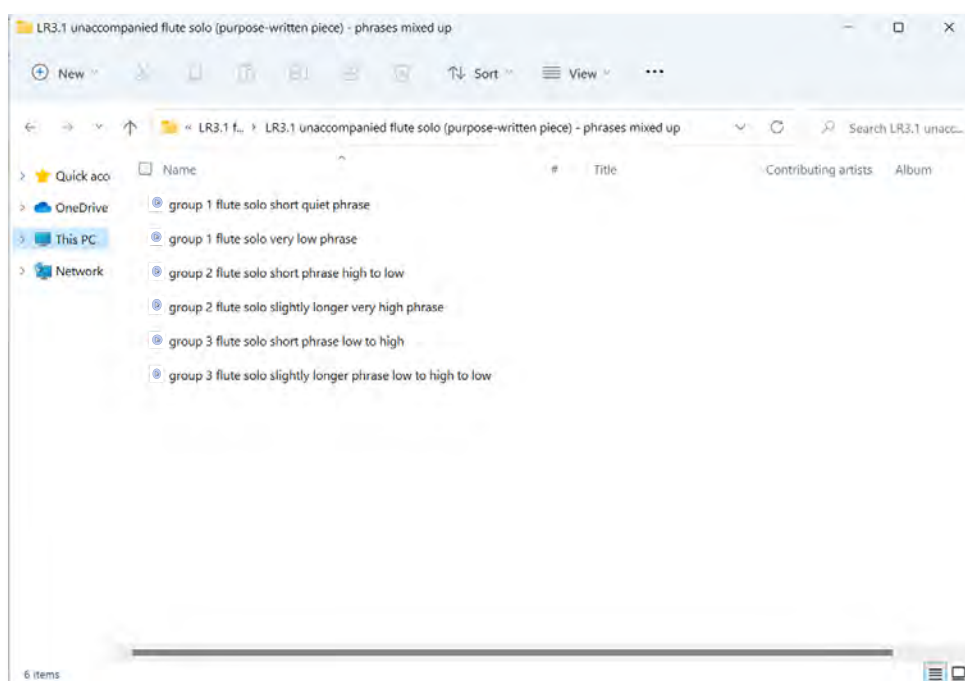 LR3.1 unaccompanied flute solo (purpose-written piece) - phrases mixed up
New Sort View
« LR3.1 f... > LR3.1 unaccompanied flute solo (purpose-written piece) - phrases mixed up Search LR3.1 unacc...
Name # Title Contributing artists Album
Quick acc
OneDrive
This PC
Network
group 1 flute solo short quiet phrase
group 1 flute solo very low phrase
group 2 flute solo short phrase high to low
group 2 flute solo slightly longer very high phrase
group 3 flute solo short phrase low to high
group 3 flute solo slightly longer phrase low to high to low
6 items